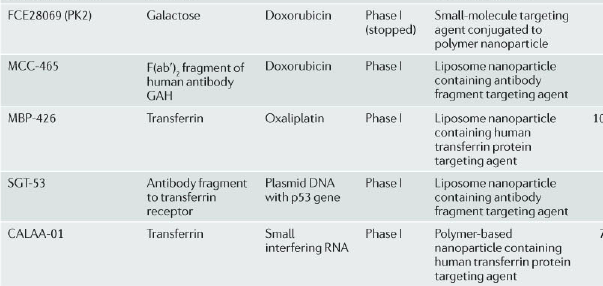 FCE28069 (PK2) Galactose Doxorubicin Phase I Small-molecule targeting
(stopped) agent conjugated to
polymer nanoparticle
MCC-465 F(ab′)2 fragment of Doxorubicin Phase I Liposome nanoparticle
human antibody containing antibody
GAH fragment targeting agent
MBP-426 Transferrin Oxaliplatin Phase I Liposome nanoparticle 10
containing human
transferrin protein
targeting agent
SGT-53 Antibody fragment Plasmid DNA Phase I Liposome nanoparticle
to transferrin with p53 gene containing antibody
receptor fragment targeting agent
CALAA-01 Transferrin Small Phase I Polymer-based 7
interfering RNA nanoparticle containing
human transferrin protein
targeting agent